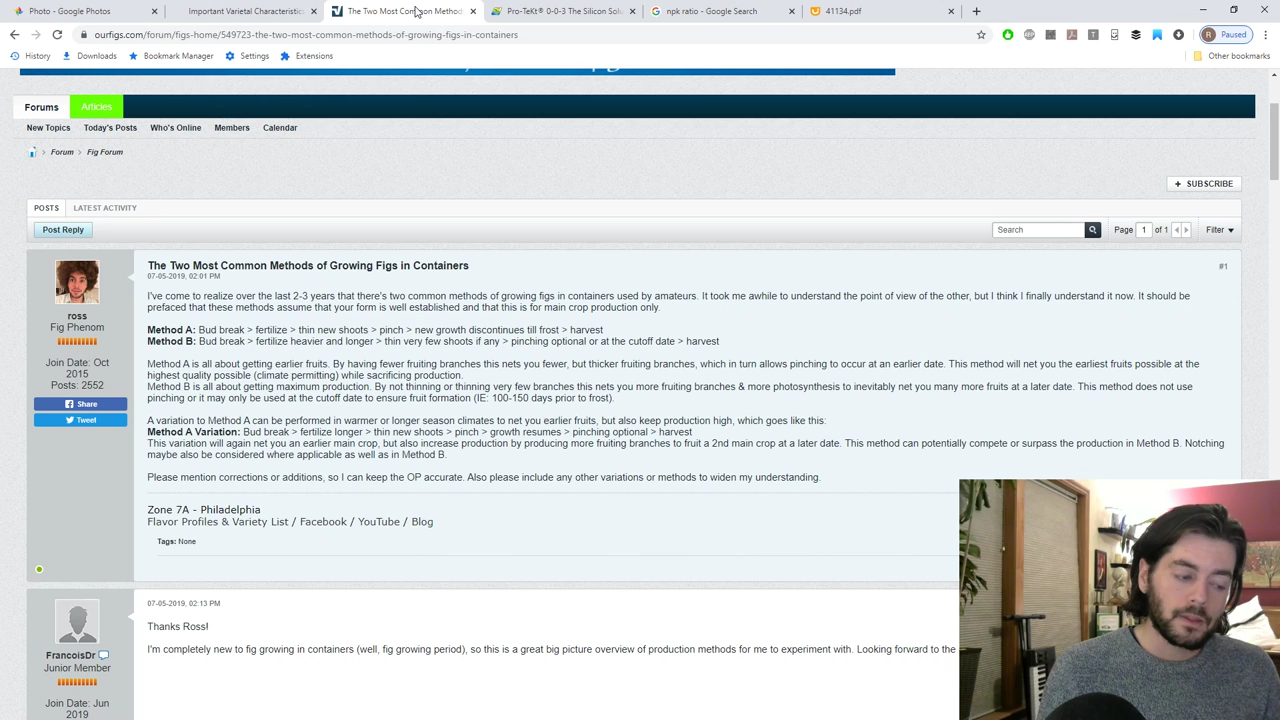 Photo - Google Photos
Important Varietal Characteristics
The Two Most Common Method
Pro-TeKt® 0-0-3 The Silicon Solu
npk ratio - Google Search
41134.pdf
ourfigs.com/forum/figs-home/549723-the-two-most-common-methods-of-growing-figs-in-containers
R Paused
History
Downloads
Bookmark Manager
Settings
Extensions
Other bookmarks
Forums
Articles
New Topics
Today's Posts
Who's Online
Members
Calendar
Forum
Fig Forum
+ SUBSCRIBE
POSTS
LATEST ACTIVITY
Post Reply
Search
Page 1 of 1
Filter
ross
Fig Phenom
Join Date: Oct
2015
Posts: 2552
Share
Tweet
The Two Most Common Methods of Growing Figs in Containers
#1
07-05-2019, 02:01 PM
I've come to realize over the last 2-3 years that there's two common methods of growing figs in containers used by amateurs. It took me awhile to understand the point of view of the other, but I think I finally understand it now. It should be
prefaced that these methods assume that your form is well established and that this is for main crop production only.
Method A: Bud break > fertilize > thin new shoots > pinch > new growth discontinues till frost > harvest
Method B: Bud break > fertilize heavier and longer > thin very few shoots if any > pinching optional or at the cutoff date > harvest
Method A is all about getting earlier fruits. By having fewer fruiting branches this nets you fewer, but thicker fruiting branches, which in turn allows pinching to occur at an earlier date. This method will net you the earliest fruits possible at the
highest quality possible (climate permitting) while sacrificing production.
Method B is all about getting maximum production. By not thinning or thinning very few branches this nets you more fruiting branches & more photosynthesis to inevitably net you many more fruits at a later date. This method does not use
pinching or it may only be used at the cutoff date to ensure fruit formation (IE: 100-150 days prior to frost).
A variation to Method A can be performed in warmer or longer season climates to net you earlier fruits, but also keep production high, which goes like this:
Method A Variation: Bud break > fertilize longer > thin new shoots > pinch > growth resumes > pinching optional > harvest
This variation will again net you an earlier main crop, but also increase production by producing more fruiting branches to fruit a 2nd main crop at a later date. This method can potentially compete or surpass the production in Method B. Notching
maybe also be considered where applicable as well as in Method B.
Please mention corrections or additions, so I can keep the OP accurate. Also please include any other variations or methods to widen my understanding.
Zone 7A - Philadelphia
Flavor Profiles & Variety List / Facebook / YouTube / Blog
Tags: None
FrancoisDr
Junior Member
Join Date: Jun
2019
07-05-2019, 02:13 PM
Thanks Ross!
I'm completely new to fig growing in containers (well, fig growing period), so this is a great big picture overview of production methods for me to experiment with. Looking forward to the